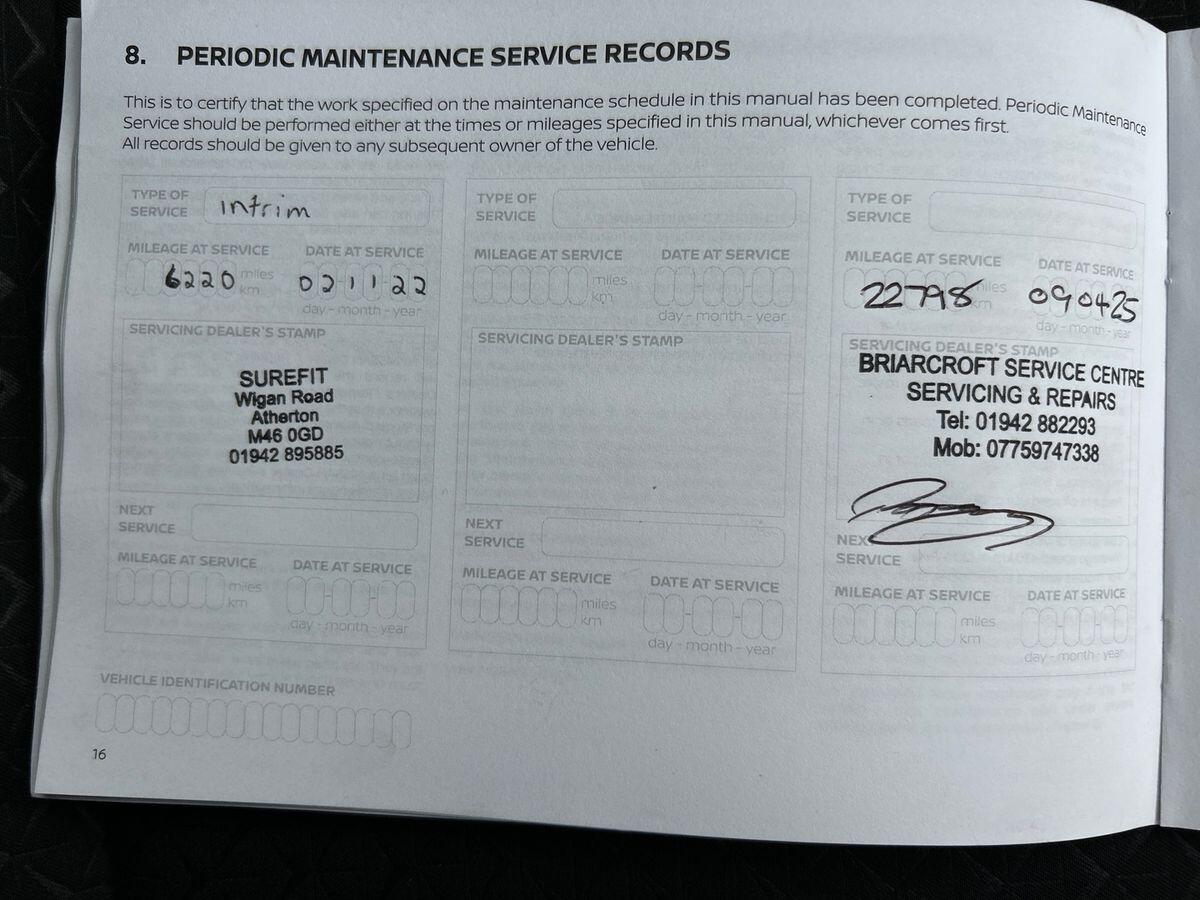 8. PERIODIC MAINTENANCE SERVICE RECORDS
This is to certify that the work specified on the maintenance schedule in this manual has been completed. Periodic Maintenance
Service should be performed either at the times or mileages specified in this manual, whichever comes first.
All records should be given to any subsequent owner of the vehicle.
TYPE OF
SERVICE intrim
MILEAGE AT SERVICE DATE AT SERVICE
6220 miles
km
02 11 22
day - month - year
SERVICING DEALER'S STAMP
SUREFIT
Wigan Road
Atherton
M46 0GD
01942 895885
NEXT
SERVICE
MILEAGE AT SERVICE DATE AT SERVICE
miles
km
day - month - year
TYPE OF
SERVICE
MILEAGE AT SERVICE DATE AT SERVICE
miles
km
day - month - year
SERVICING DEALER'S STAMP
NEXT
SERVICE
MILEAGE AT SERVICE DATE AT SERVICE
miles
km
day - month - year
TYPE OF
SERVICE
MILEAGE AT SERVICE DATE AT SERVICE
22798 miles
km
090425
day - month - year
SERVICING DEALER'S STAMP
BRIARCROFT SERVICE CENTRE
SERVICING & REPAIRS
Tel: 01942 882293
Mob: 07759747338
NEXT
SERVICE
MILEAGE AT SERVICE DATE AT SERVICE
miles
km
day - month - year
VEHICLE IDENTIFICATION NUMBER
16